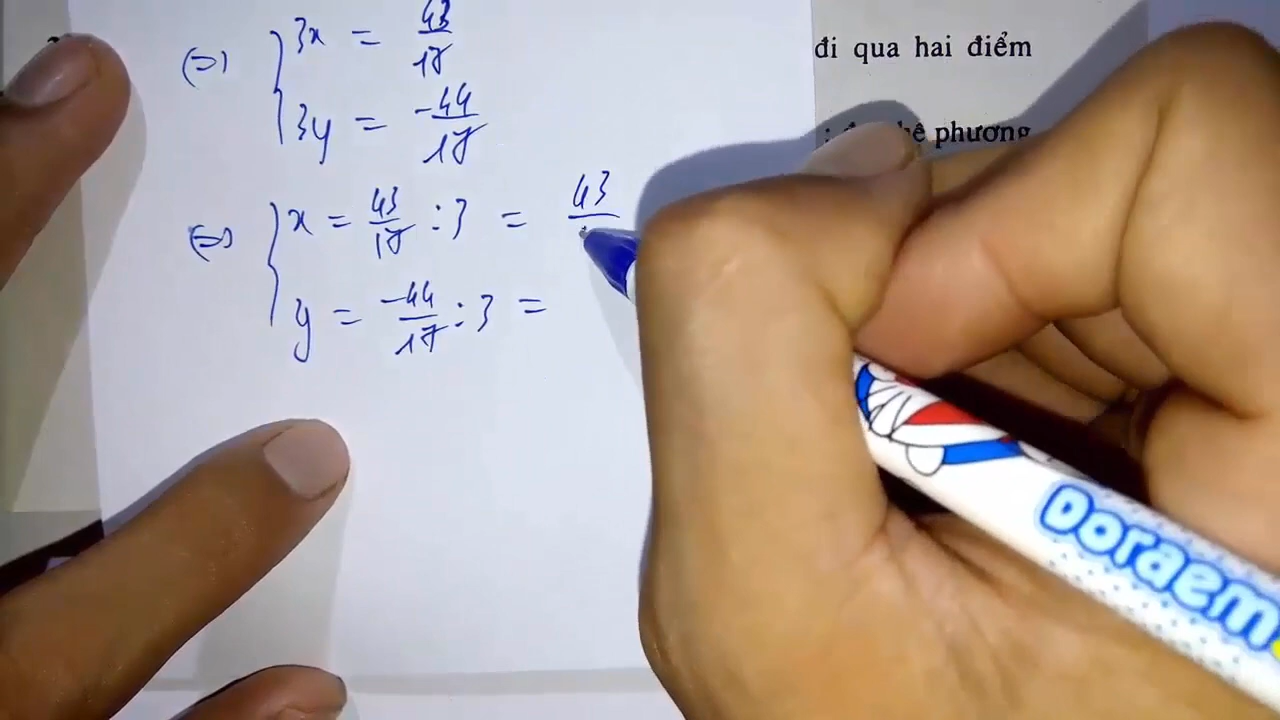 (=>) { 3x = 43/17
3y = -44/17
(=>) { x = 43/17 : 3 = 43
y = -44/17 : 3 =
đi qua hai điểm
phương
Doraem